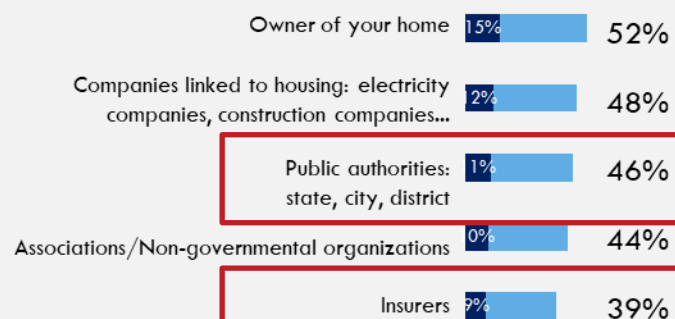 Owner of your home 15% 52%
Companies linked to housing: electricity
companies, construction companies... 12% 48%
Public authorities: 1% 46%
state, city, district
Associations/Non-governmental organizations 0% 44%
Insurers 9% 39%